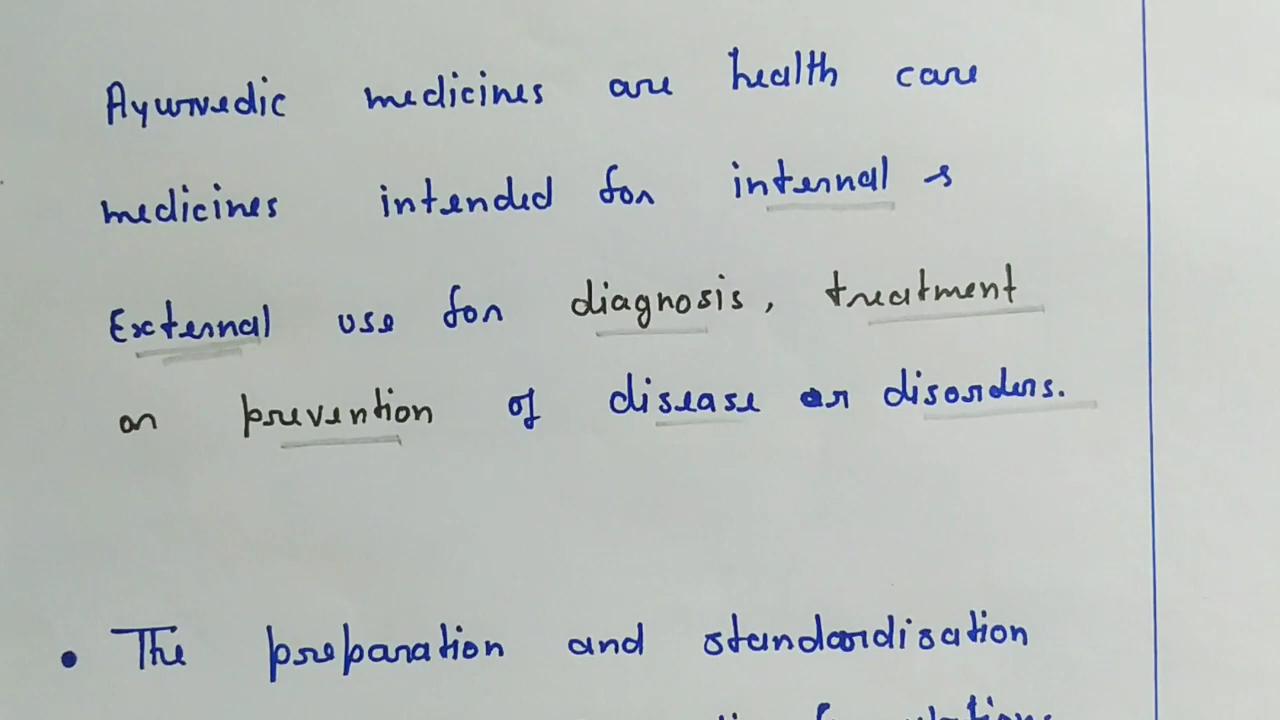 Ayurvedic medicines are health care
medicines intended for internal &
External use for diagnosis, treatment
or prevention of disease or disorders.
• The preparation and standardisation